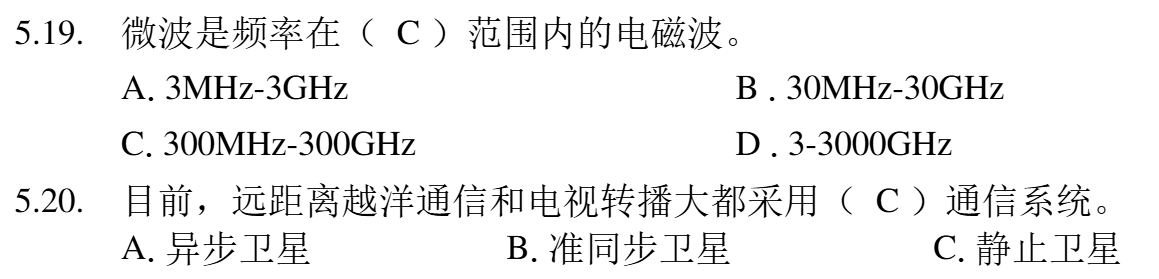 5.19. 微波是频率在（ C ）范围内的电磁波。
A. 3MHz-3GHz B . 30MHz-30GHz
C. 300MHz-300GHz D . 3-3000GHz
5.20. 目前，远距离越洋通信和电视转播大都采用（ C ）通信系统。
A. 异步卫星 B. 准同步卫星 C. 静止卫星